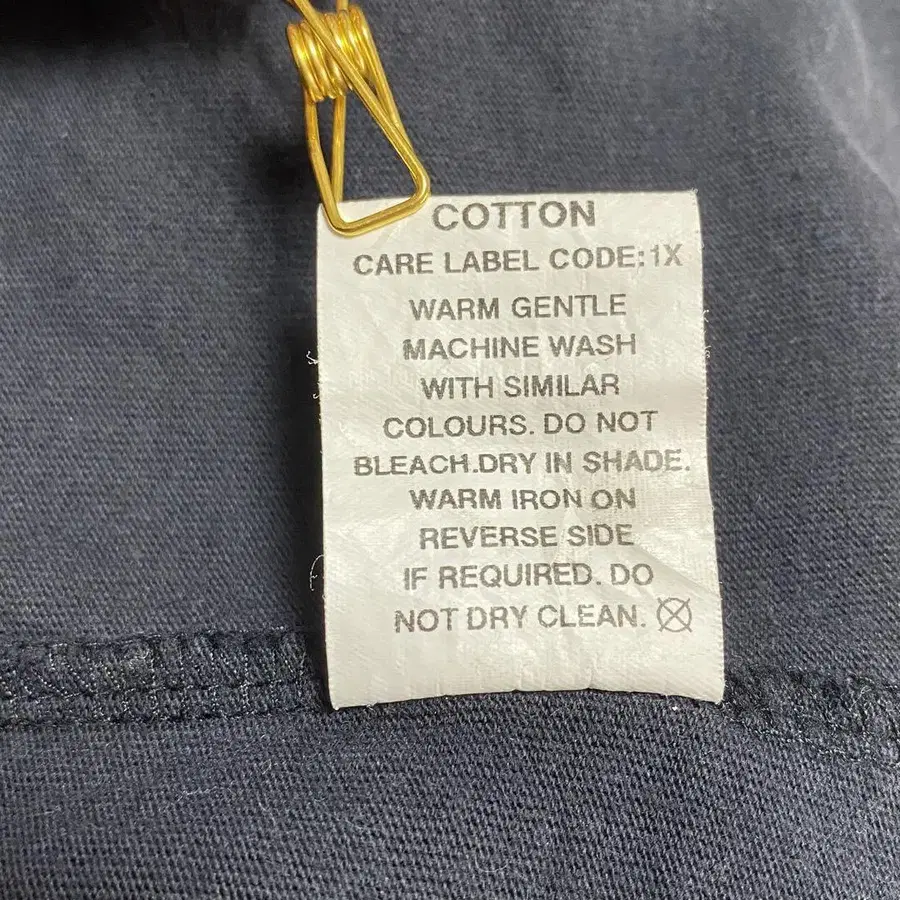 COTTON
CARE LABEL CODE:1X
WARM GENTLE
MACHINE WASH
WITH SIMILAR
COLOURS. DO NOT
BLEACH.DRY IN SHADE.
WARM IRON ON
REVERSE SIDE
IF REQUIRED. DO
NOT DRY CLEAN.